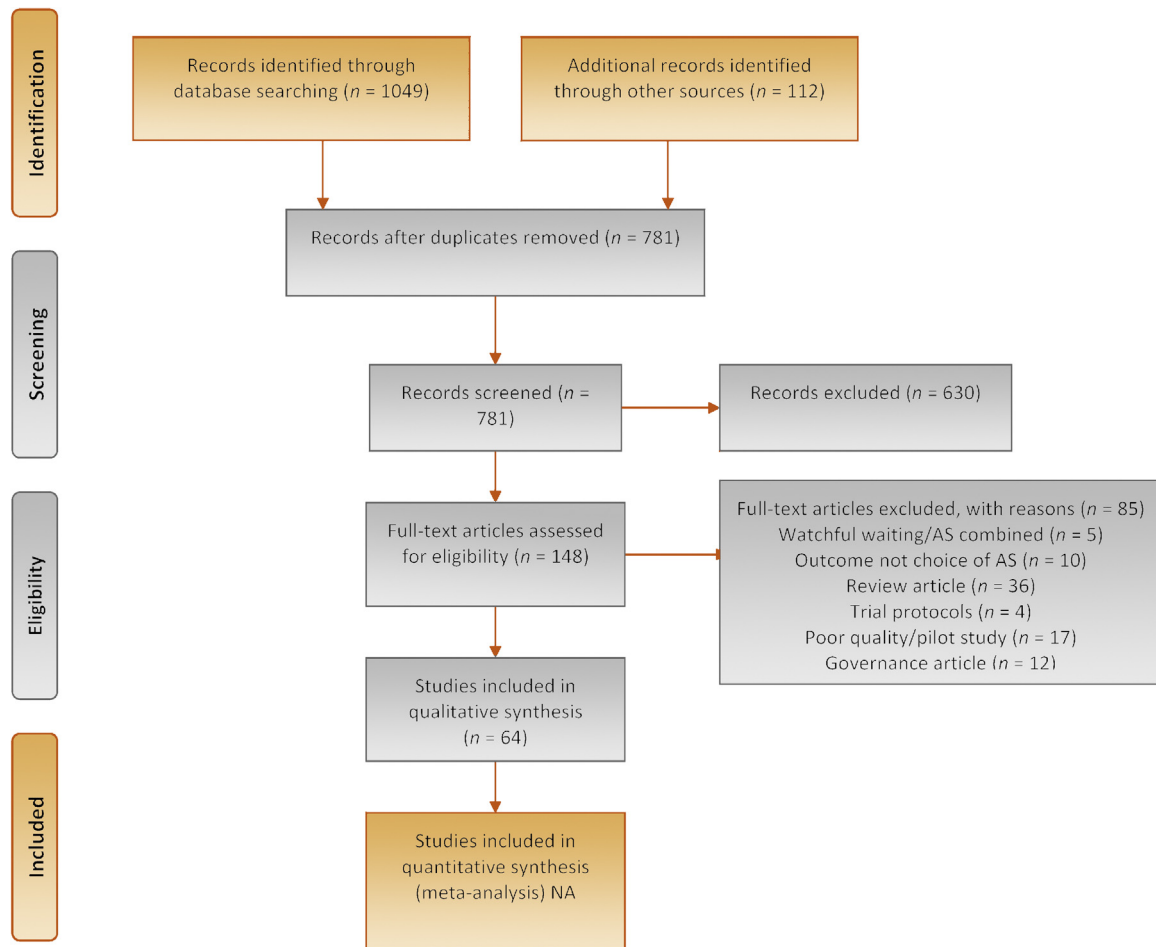 Identification
Records identified through
database searching (n = 1049)
Additional records identified
through other sources (n = 112)
Records after duplicates removed (n = 781)
Screening
Records screened (n =
781)
Records excluded (n = 630)
Eligibility
Full-text articles assessed
for eligibility (n = 148)
Full-text articles excluded, with reasons (n = 85)
Watchful waiting/AS combined (n = 5)
Outcome not choice of AS (n = 10)
Review article (n = 36)
Trial protocols (n = 4)
Poor quality/pilot study (n = 17)
Governance article (n = 12)
Studies included in
qualitative synthesis
(n = 64)
Included
Studies included in
quantitative synthesis
(meta-analysis) NA